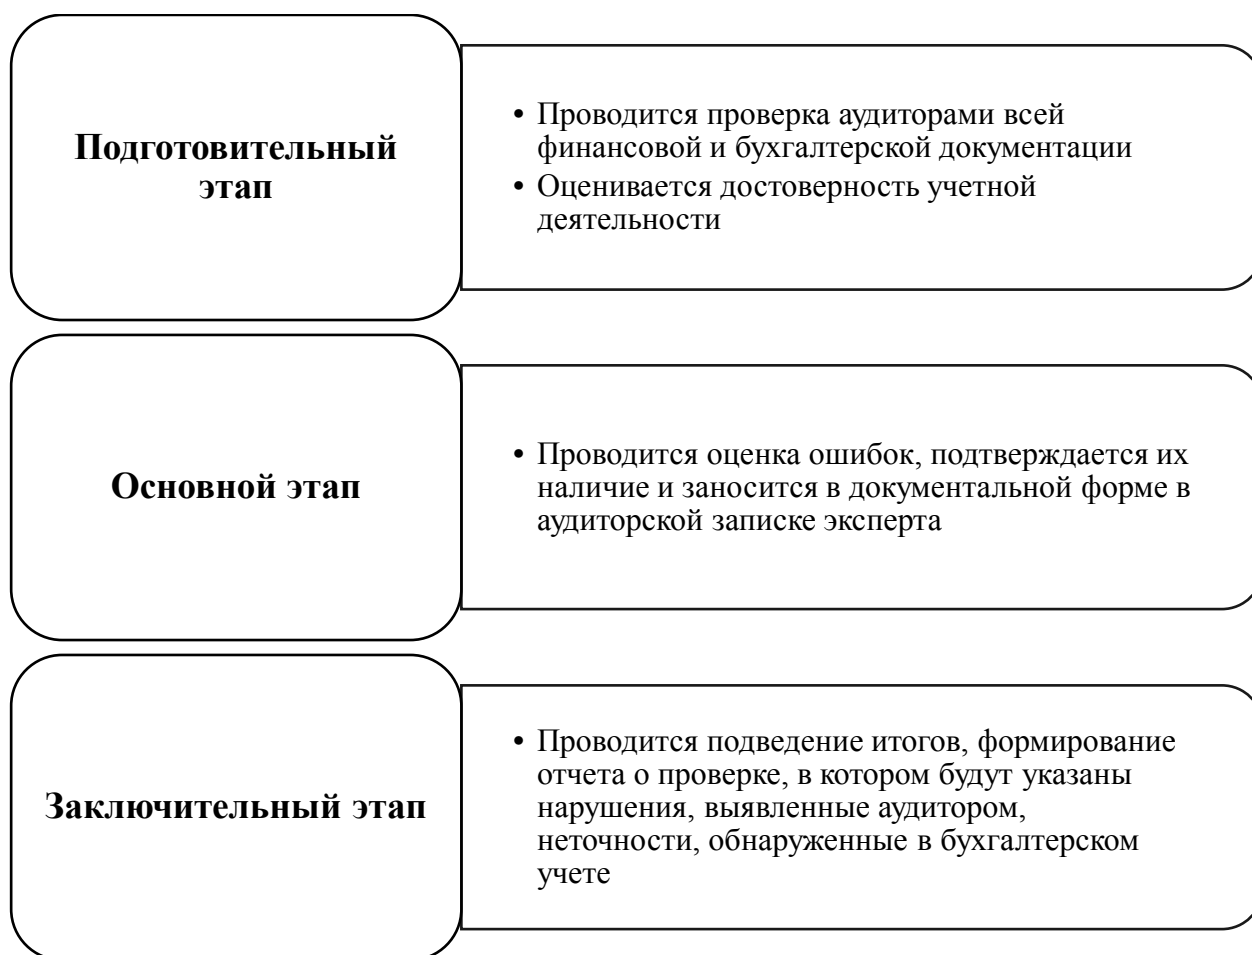 Подготовительный
этап
• Проводится проверка аудиторами всей
финансовой и бухгалтерской документации
• Оценивается достоверность учетной
деятельности
Основной этап
• Проводится оценка ошибок, подтверждается их
наличие и заносится в документальной форме в
аудиторской записке эксперта
Заключительный этап
• Проводится подведение итогов, формирование
отчета о проверке, в котором будут указаны
нарушения, выявленные аудитором,
неточности, обнаруженные в бухгалтерском
учете